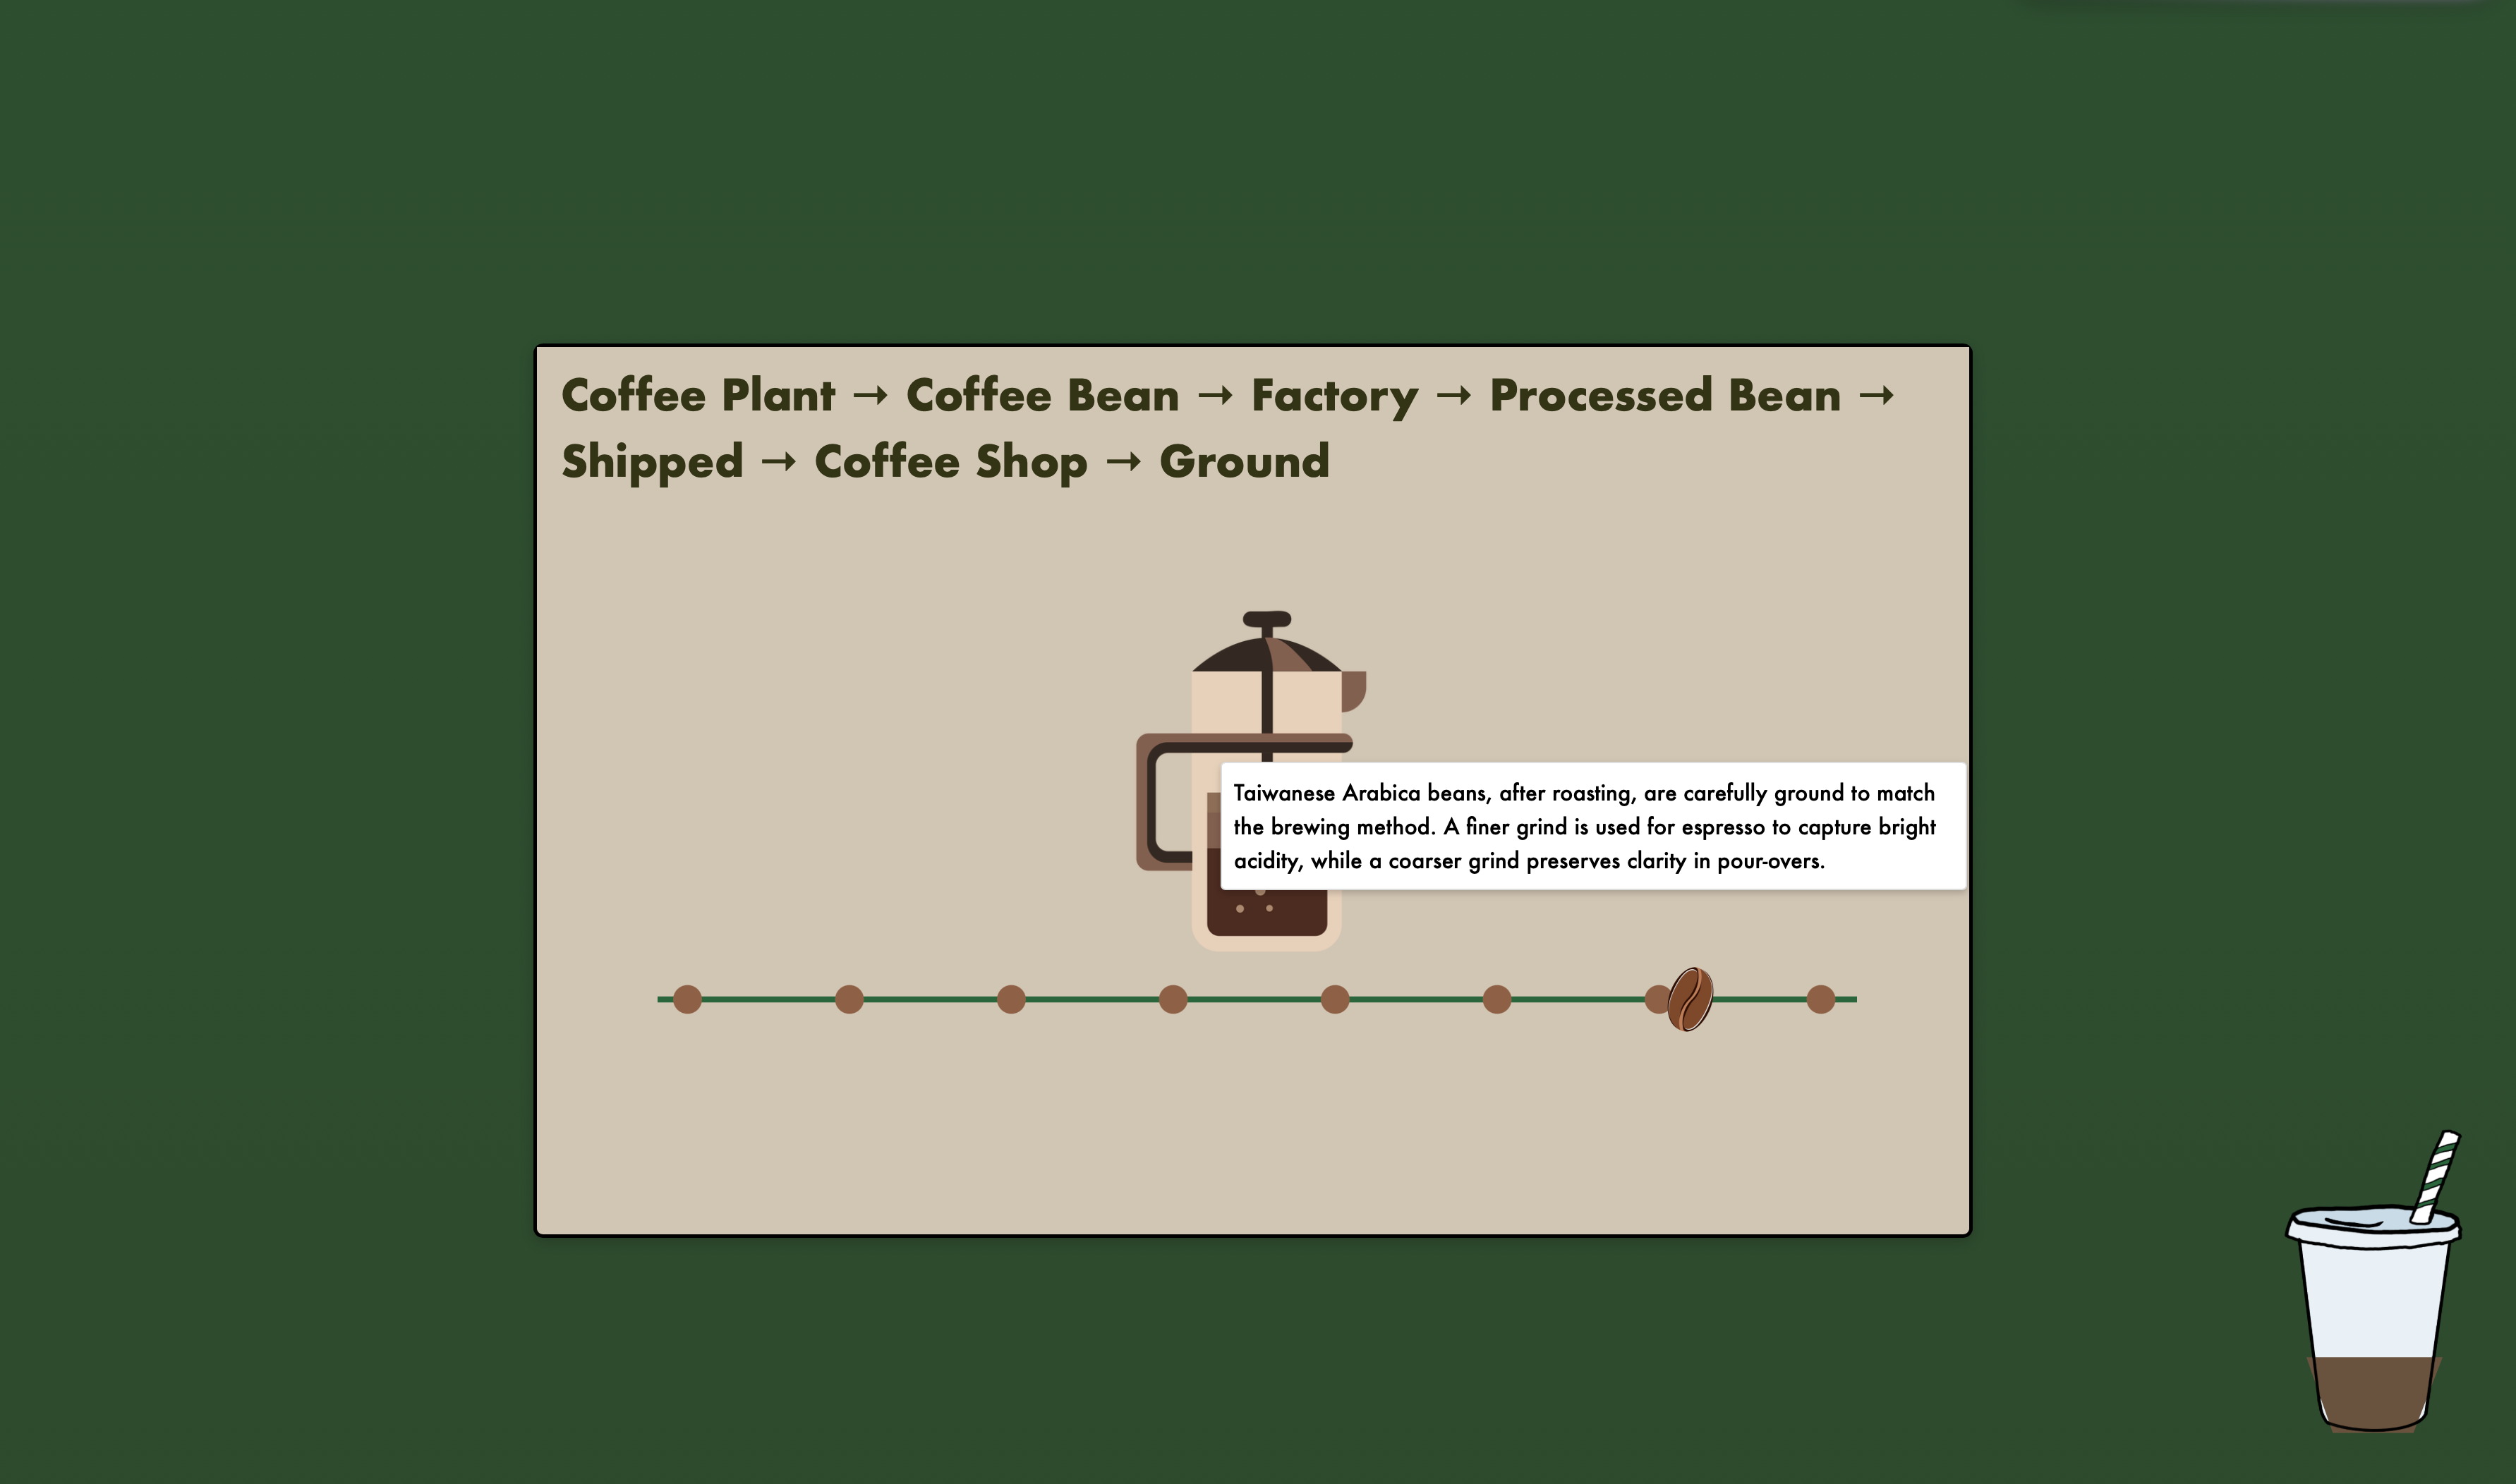 Coffee Plant → Coffee Bean → Factory → Processed Bean →
Shipped → Coffee Shop → Ground
Taiwanese Arabica beans, after roasting, are carefully ground to match
the brewing method. A finer grind is used for espresso to capture bright
acidity, while a coarser grind preserves clarity in pour-overs.